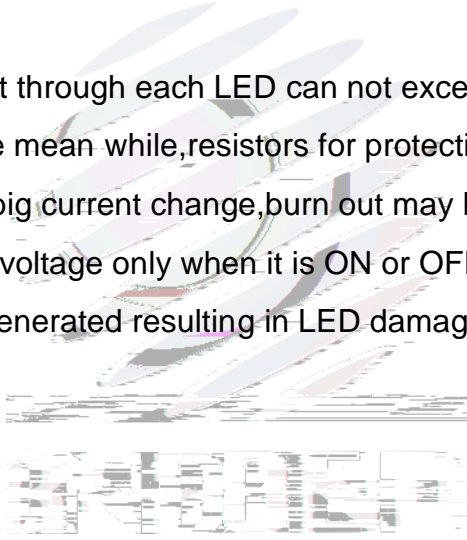 t through each LED can not exce
e mean while,resistors for protecti
big current change,burn out may
voltage only when it is ON or OF
enerated resulting in LED damag